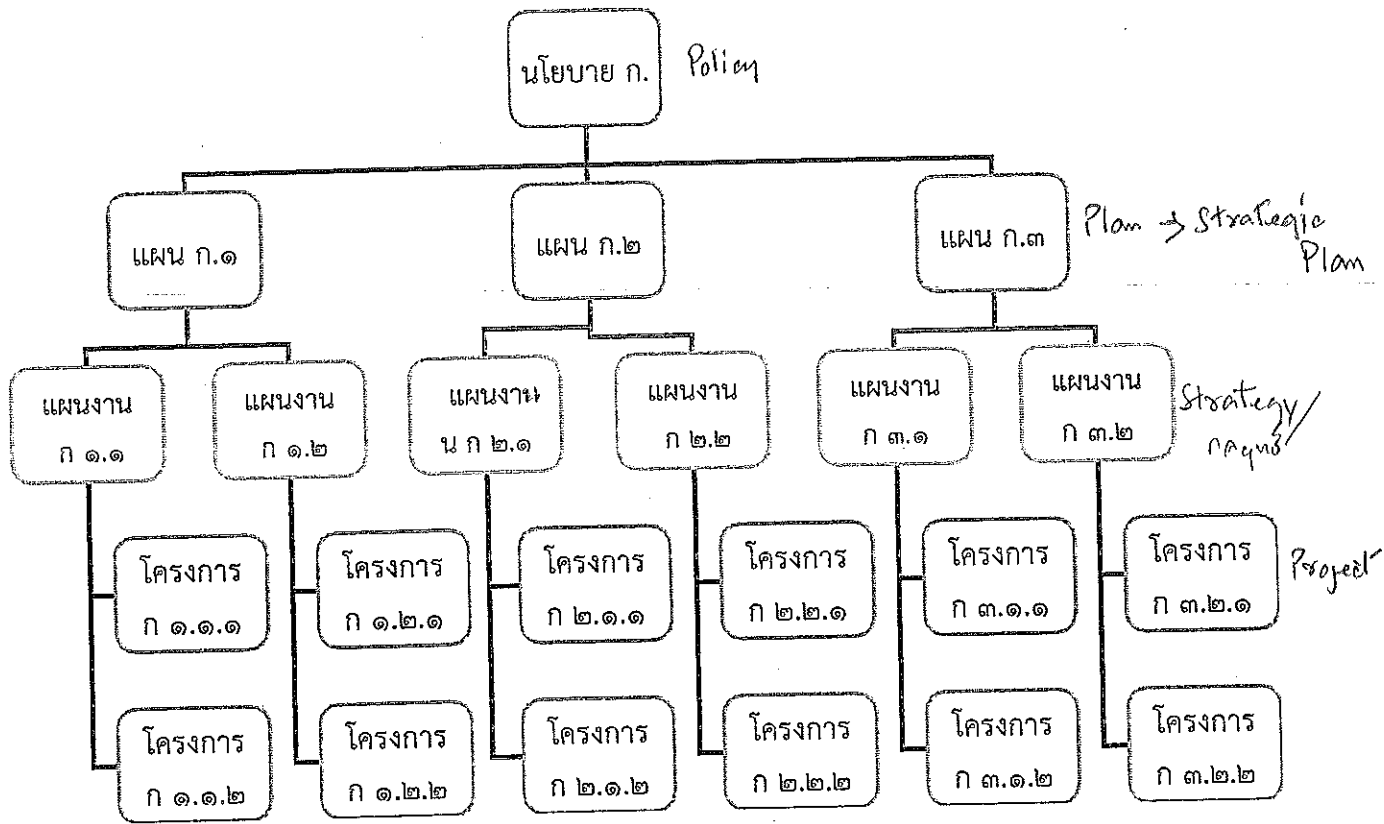 นโยบาย ก.
Policy
แผน ก.๑
แผน ก.๒
แผน ก.๓
Plan → Strategic
Plan
แผนงาน
ก ๑.๑
แผนงาน
ก ๑.๒
แผนงาน
น ก ๒.๑
แผนงาน
ก ๒.๒
แผนงาน
ก ๓.๑
แผนงาน
ก ๓.๒
Strategy/
โครงการ
ก ๑.๑.๑
โครงการ
ก ๑.๒.๑
โครงการ
ก ๒.๑.๑
โครงการ
ก ๒.๒.๑
โครงการ
ก ๓.๑.๑
โครงการ
ก ๓.๒.๑
Project
โครงการ
ก ๑.๑.๒
โครงการ
ก ๑.๒.๒
โครงการ
ก ๒.๑.๒
โครงการ
ก ๒.๒.๒
โครงการ
ก ๓.๑.๒
โครงการ
ก ๓.๒.๒